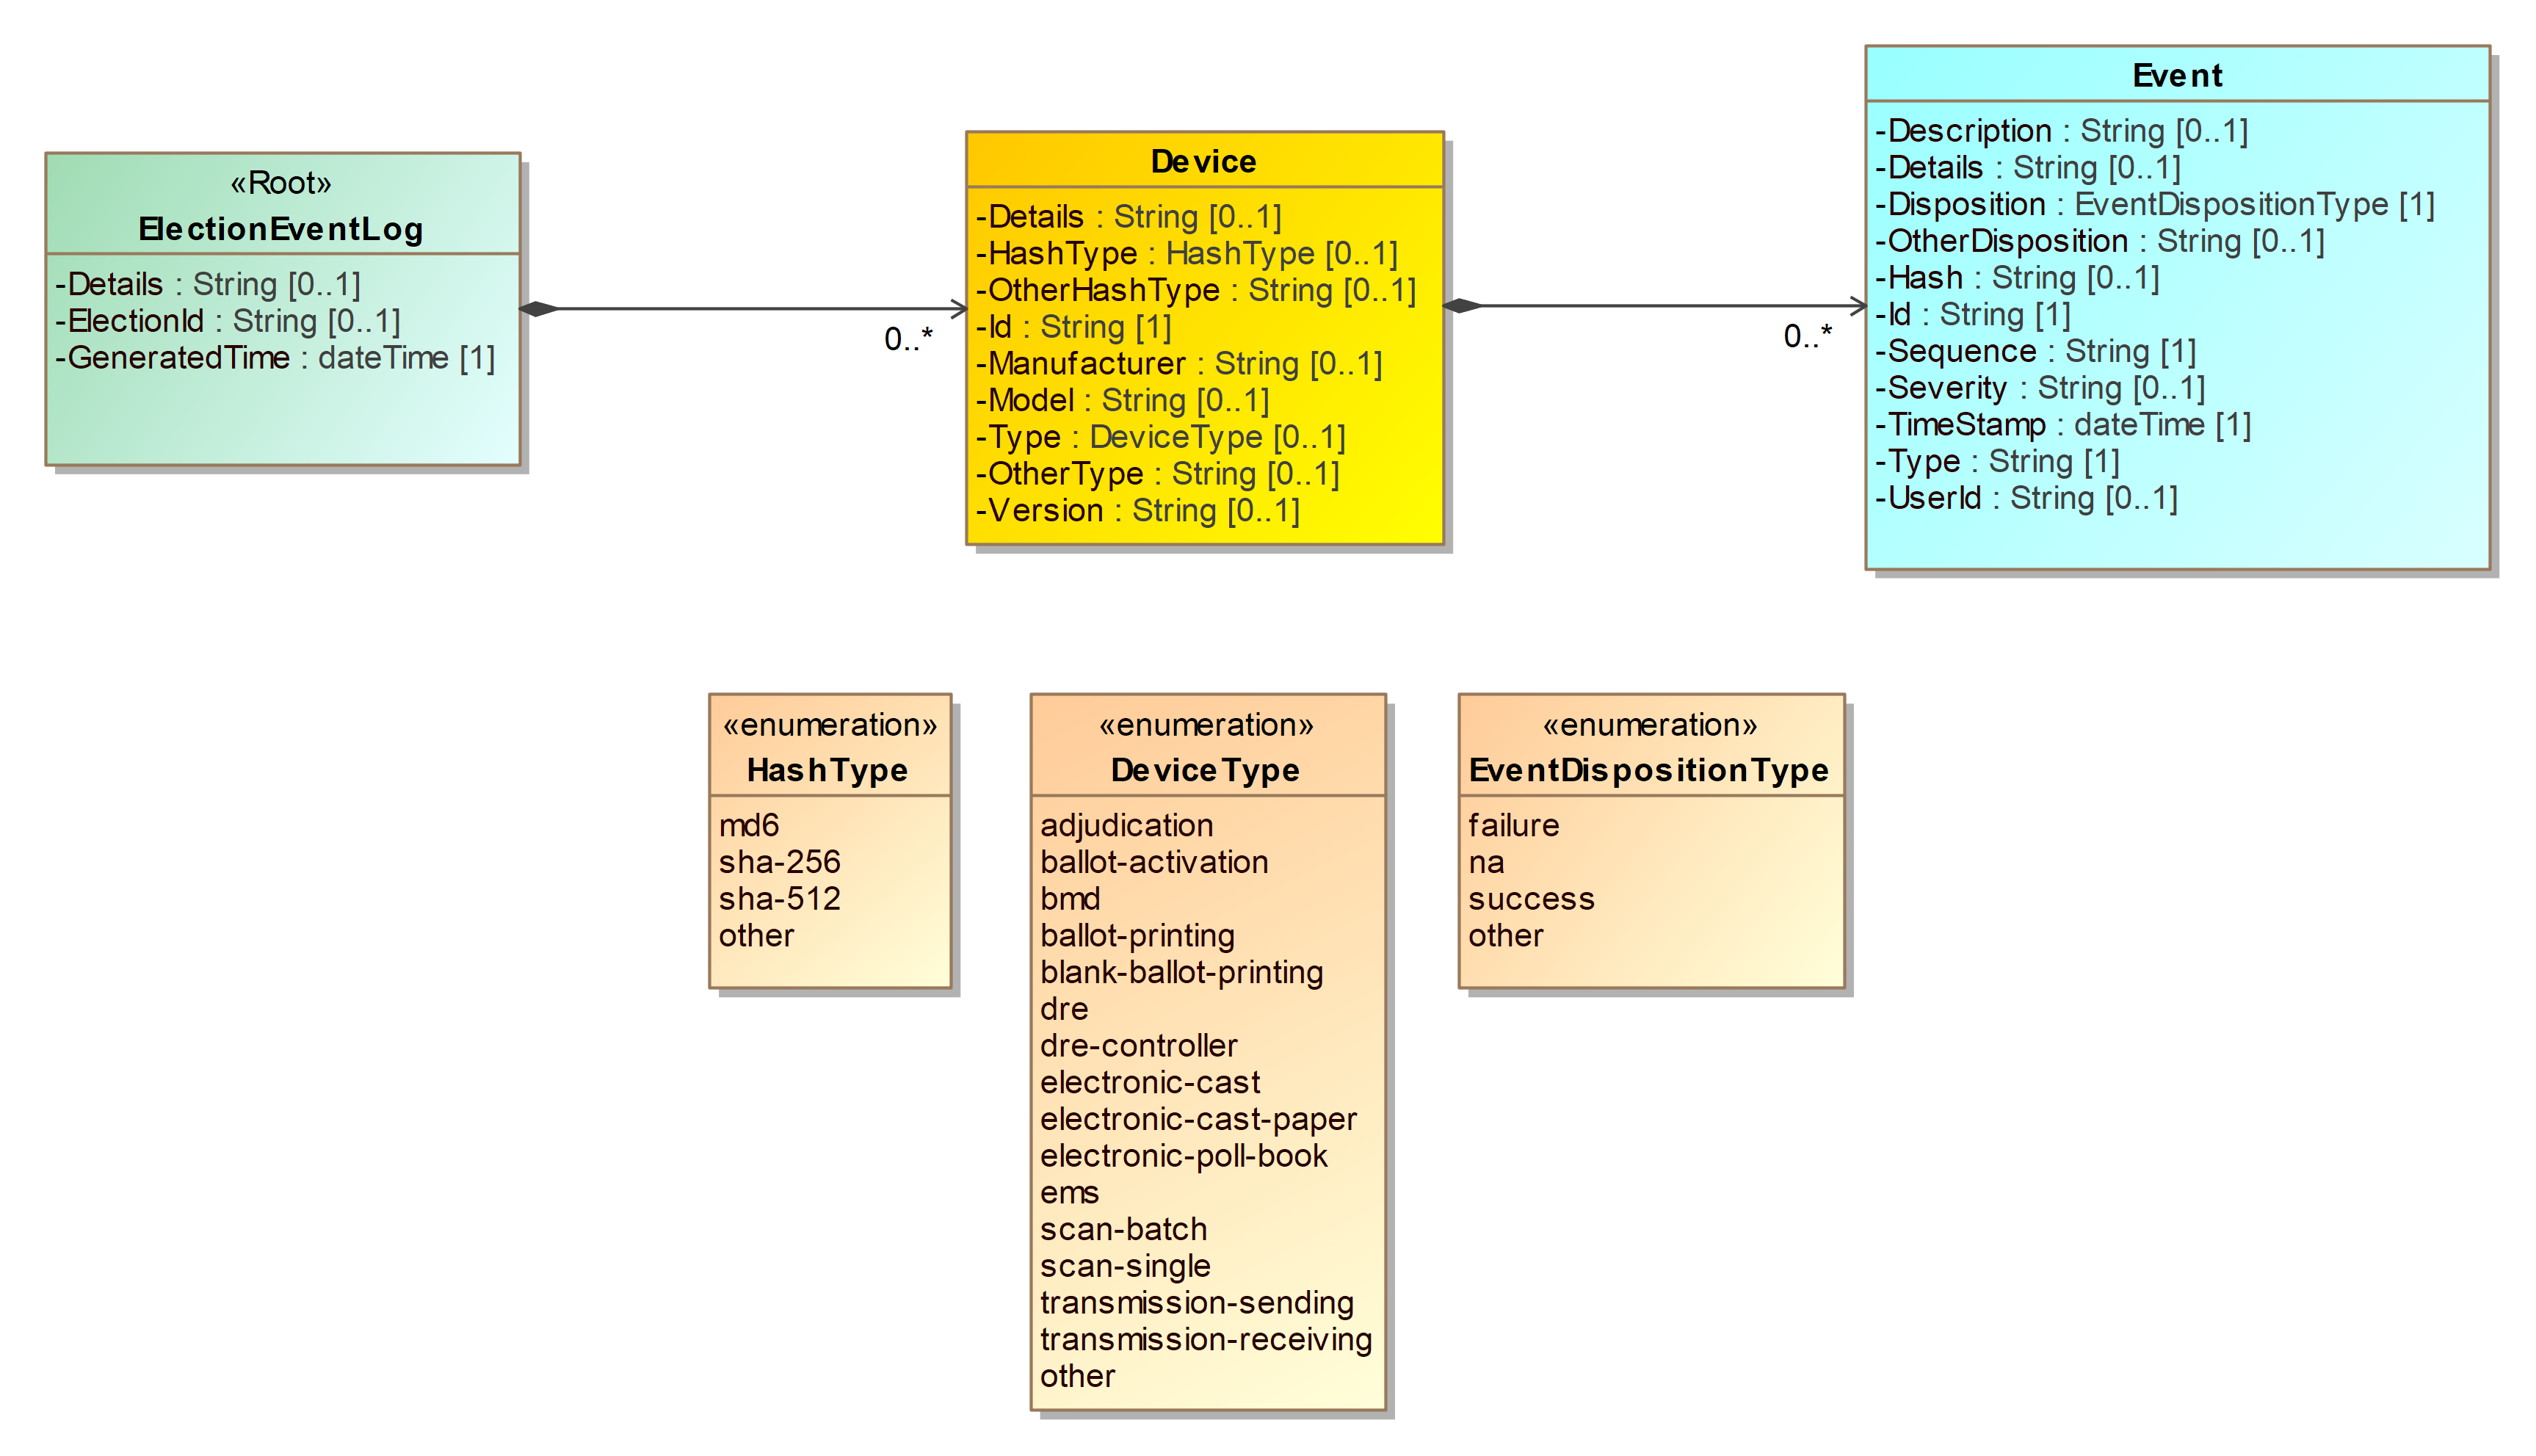 «Root»
ElectionEventLog
-Details : String [0..1]
-ElectionId : String [0..1]
-GeneratedTime : dateTime [1]
0..*
Device
-Details : String [0..1]
-HashType : HashType [0..1]
-OtherHashType : String [0..1]
-Id : String [1]
-Manufacturer : String [0..1]
-Model : String [0..1]
-Type : DeviceType [0..1]
-OtherType : String [0..1]
-Version : String [0..1]
0..*
Event
-Description : String [0..1]
-Details : String [0..1]
-Disposition : EventDispositionType [1]
-OtherDisposition : String [0..1]
-Hash : String [0..1]
-Id : String [1]
-Sequence : String [1]
-Severity : String [0..1]
-TimeStamp : dateTime [1]
-Type : String [1]
-UserId : String [0..1]
«enumeration»
HashType
md6
sha-256
sha-512
other
«enumeration»
DeviceType
adjudication
ballot-activation
bmd
ballot-printing
blank-ballot-printing
dre
dre-controller
electronic-cast
electronic-cast-paper
electronic-poll-book
ems
scan-batch
scan-single
transmission-sending
transmission-receiving
other
«enumeration»
EventDispositionType
failure
na
success
other